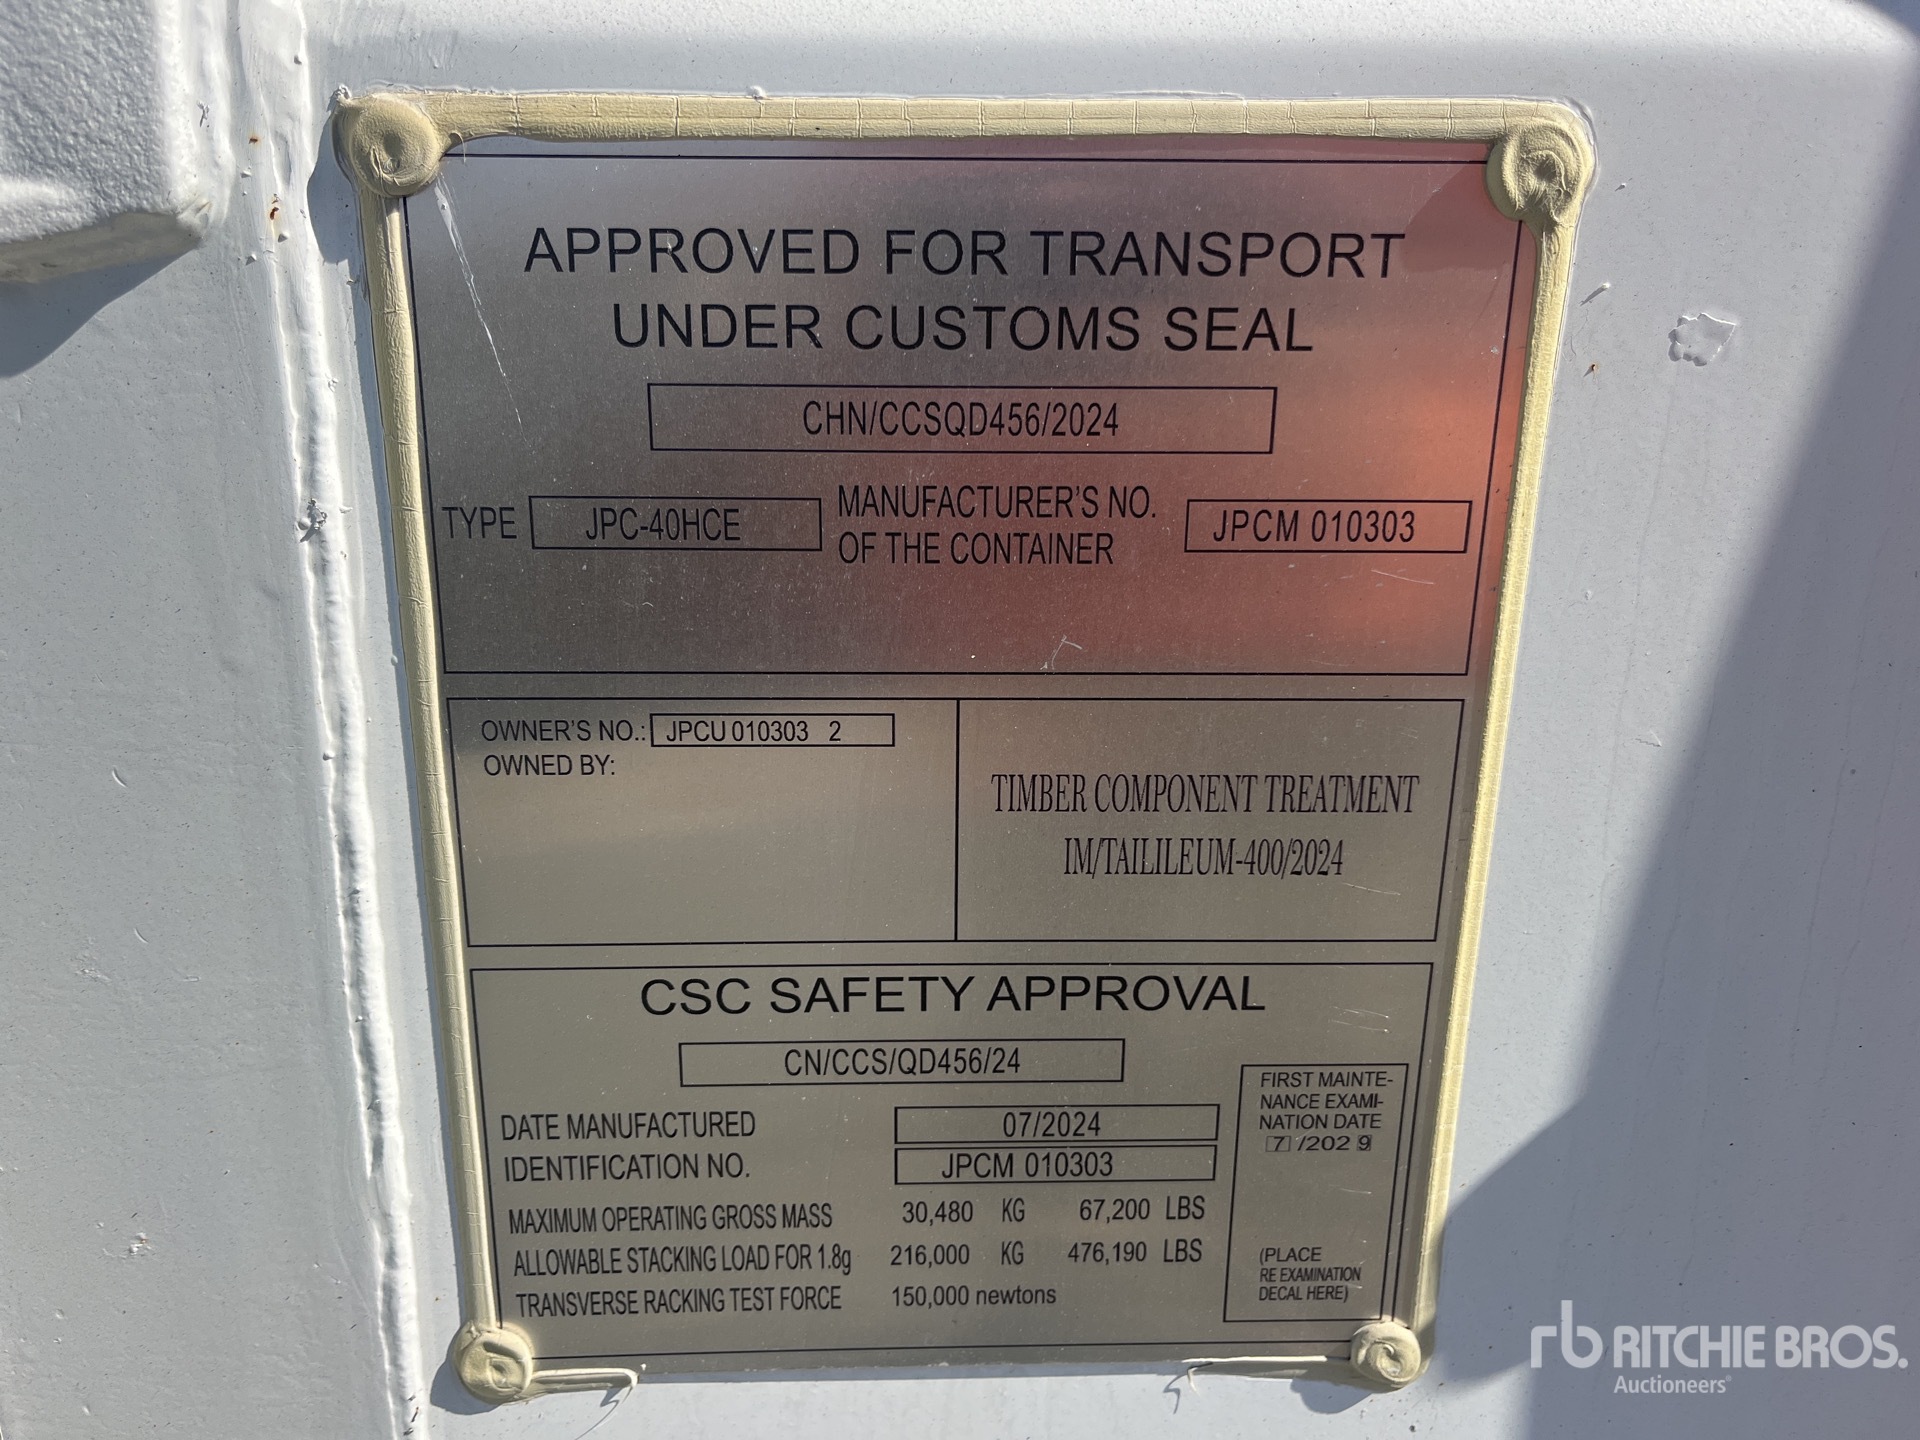 APPROVED FOR TRANSPORT
UNDER CUSTOMS SEAL
CHN/CCSQD456/2024
TYPE JPC-40HCE MANUFACTURER'S NO. OF THE CONTAINER JPCM 010303
OWNER'S NO.: JPCU 010303 2
OWNED BY:
TIMBER COMPONENT TREATMENT
IM/TAILILEUM-400/2024
CSC SAFETY APPROVAL
CN/CCS/QD456/24
DATE MANUFACTURED 07/2024
IDENTIFICATION NO. JPCM 010303
MAXIMUM OPERATING GROSS MASS 30,480 KG 67,200 LBS
ALLOWABLE STACKING LOAD FOR 1.8g 216,000 KG 476,190 LBS
TRANSVERSE RACKING TEST FORCE 150,000 newtons
FIRST MAINTE-
NANCE EXAMI-
NATION DATE
7 /202 9
(PLACE
RE EXAMINATION
DECAL HERE)
rb RITCHIE BROS.
Auctioneers